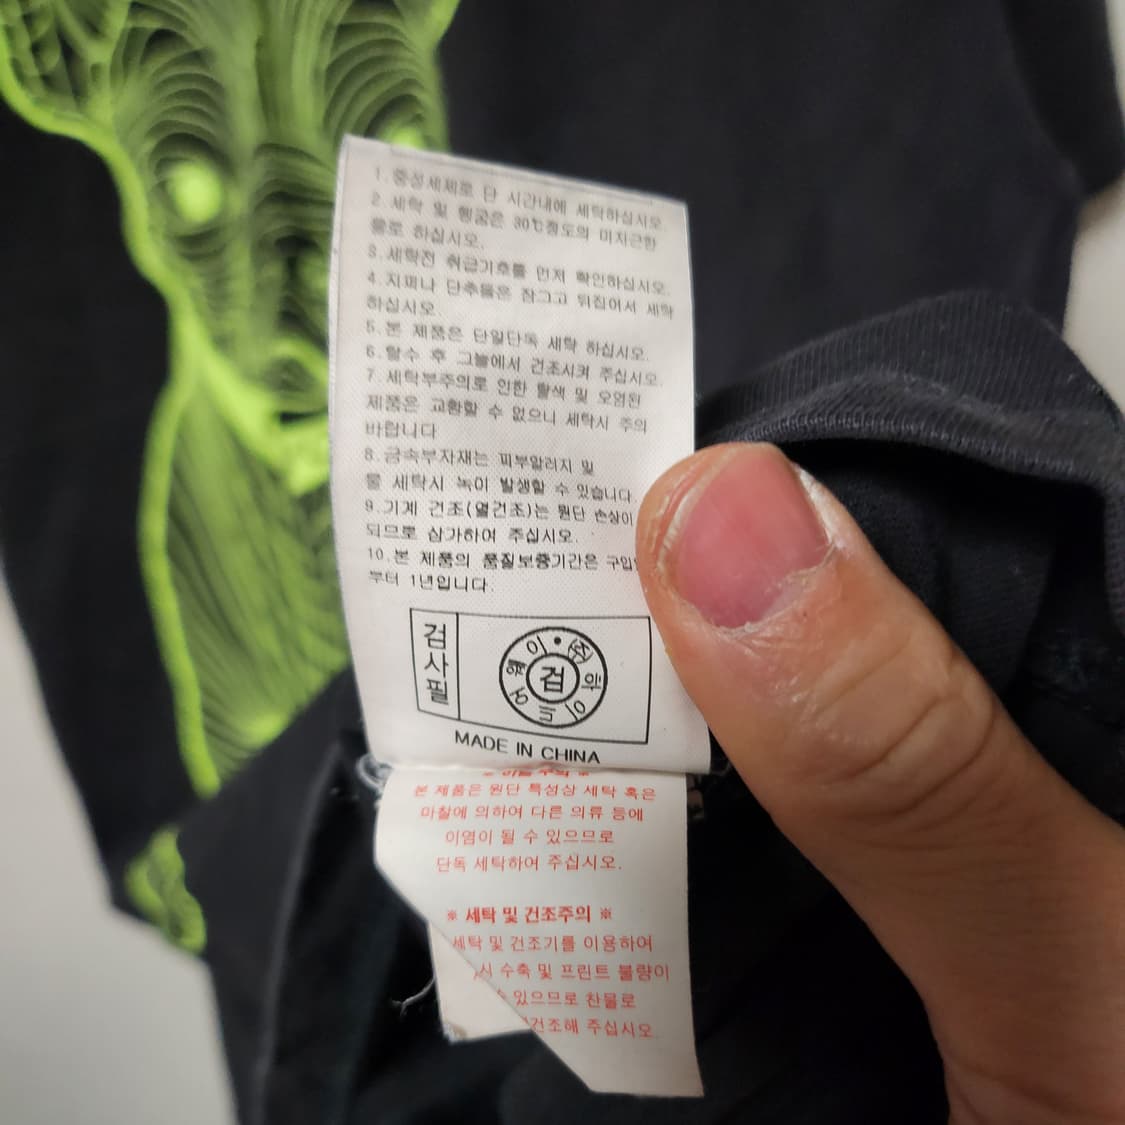 1. 중성세제로 단 시간내에 세탁하십시오.
2. 세탁 및 헹굼은 30℃정도의 미지근한
물로 하십시오.
3. 세탁전 취급기호를 먼저 확인하십시오.
4. 지퍼나 단추들은 잠그고 뒤집어서 세탁
하십시오.
5. 본 제품은 단일단독 세탁 하십시오.
6. 탈수 후 그늘에서 건조시켜 주십시오.
7. 세탁부주의로 인한 탈색 및 오염된
제품은 교환할 수 없으니 세탁시 주의
바랍니다
8. 금속부자재는 피부알러지 및
물 세탁시 녹이 발생할 수 있습니다.
9. 기계 건조(열건조)는 원단 손상이
되므로 삼가하여 주십시오.
10. 본 제품의 품질보증기간은
부터 1년입니다.
검사필
검
MADE IN CHINA
본 제품은 원단 특성상 세탁 혹은
마찰에 의하여 다른 의류 등에
이염이 될 수 있으므로
단독 세탁하여 주십시오.
※ 세탁 및 건조주의 ※
세탁 및 건조기를 이용하여
시 수축 및 프린트 불량이
수 있으므로 찬물로
건조해 주십시오.